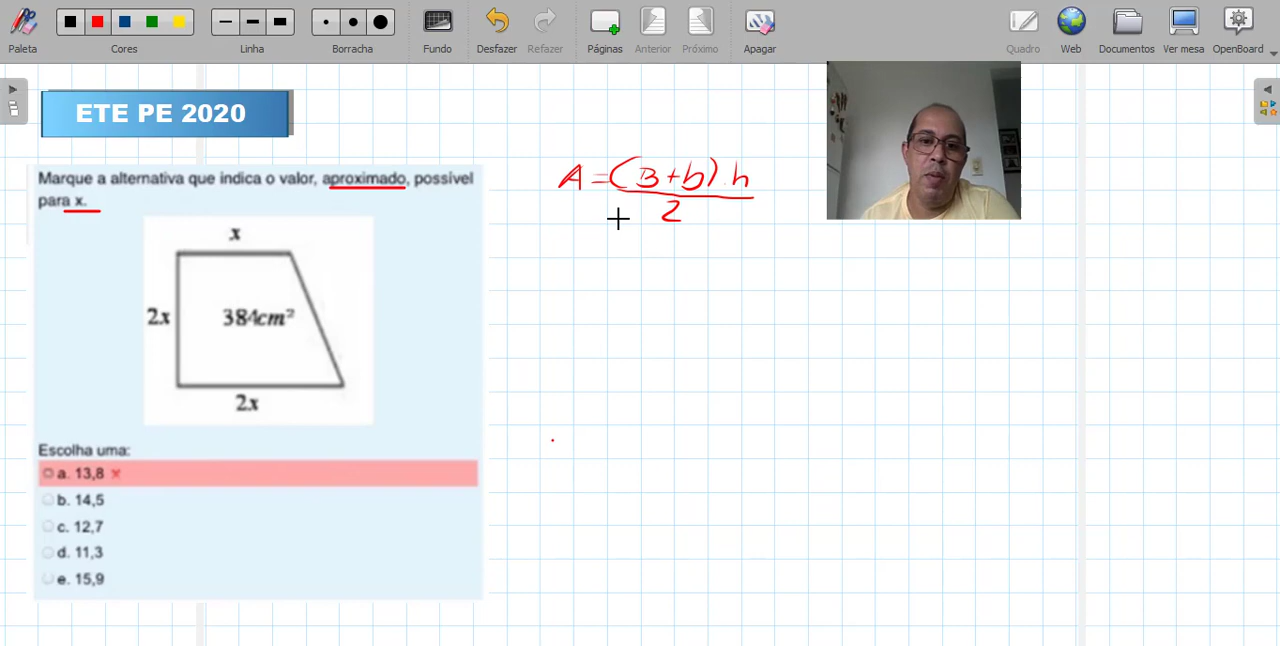 Paleta
Cores
Linha
Borracha
Fundo
Desfazer
Refazer
Páginas
Anterior
Próximo
Apagar
Quadro
Web
Documentos
Ver mesa
OpenBoard
ETE PE 2020
Marque a alternativa que indica o valor, aproximado, possível
para x.
x
2x
384cm²
2x
Escolha uma:
a. 13,8 ×
b. 14,5
c. 12,7
d. 11,3
e. 15,9
A = (B+b).h
2